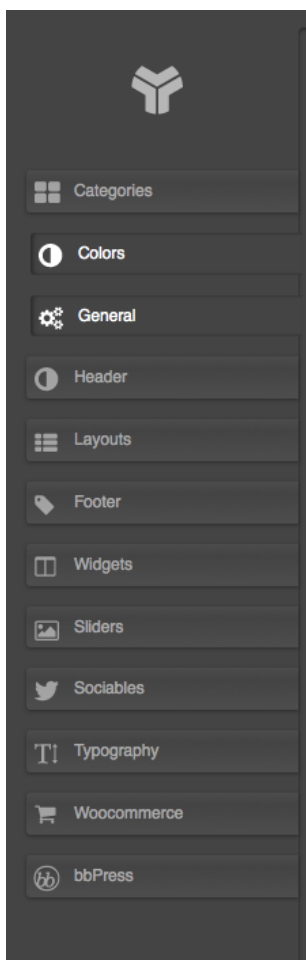 Categories
Colors
General
Header
Layouts
Footer
Widgets
Sliders
Sociables
Typography
Woocommerce
bbPress